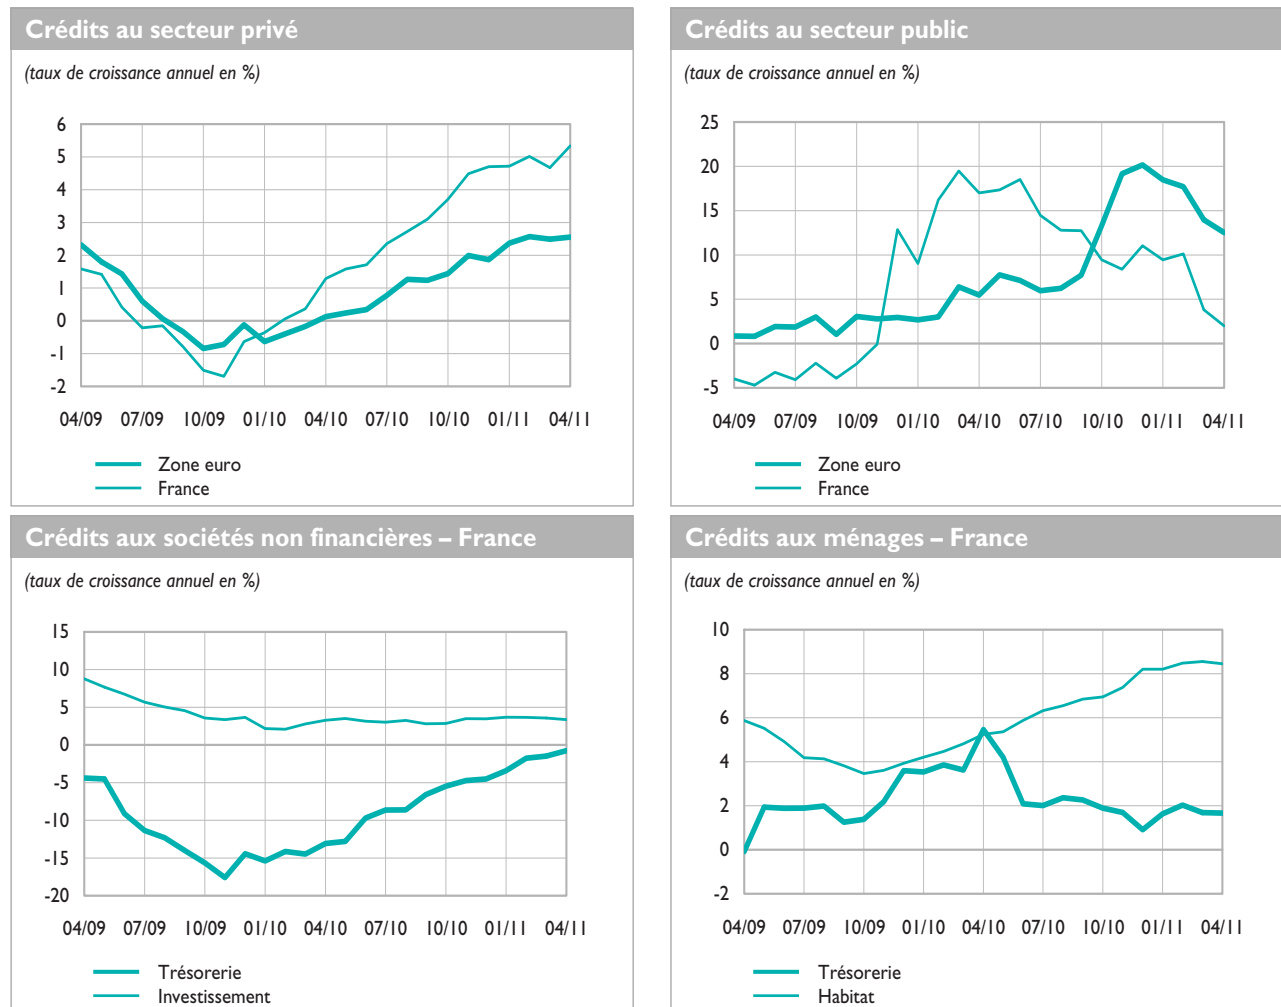 Crédits au secteur privé
(taux de croissance annuel en %)
6
5
4
3
2
1
0
-1
-2
04/09 07/09 10/09 01/10 04/10 07/10 10/10 01/11 04/11
Zone euro
France
Crédits au secteur public
(taux de croissance annuel en %)
25
20
15
10
5
0
-5
04/09 07/09 10/09 01/10 04/10 07/10 10/10 01/11 04/11
Zone euro
France
Crédits aux sociétés non financières – France
(taux de croissance annuel en %)
15
10
5
0
-5
-10
-15
-20
04/09 07/09 10/09 01/10 04/10 07/10 10/10 01/11 04/11
Trésorerie
Investissement
Crédits aux ménages – France
(taux de croissance annuel en %)
10
8
6
4
2
0
-2
04/09 07/09 10/09 01/10 04/10 07/10 10/10 01/11 04/11
Trésorerie
Habitat